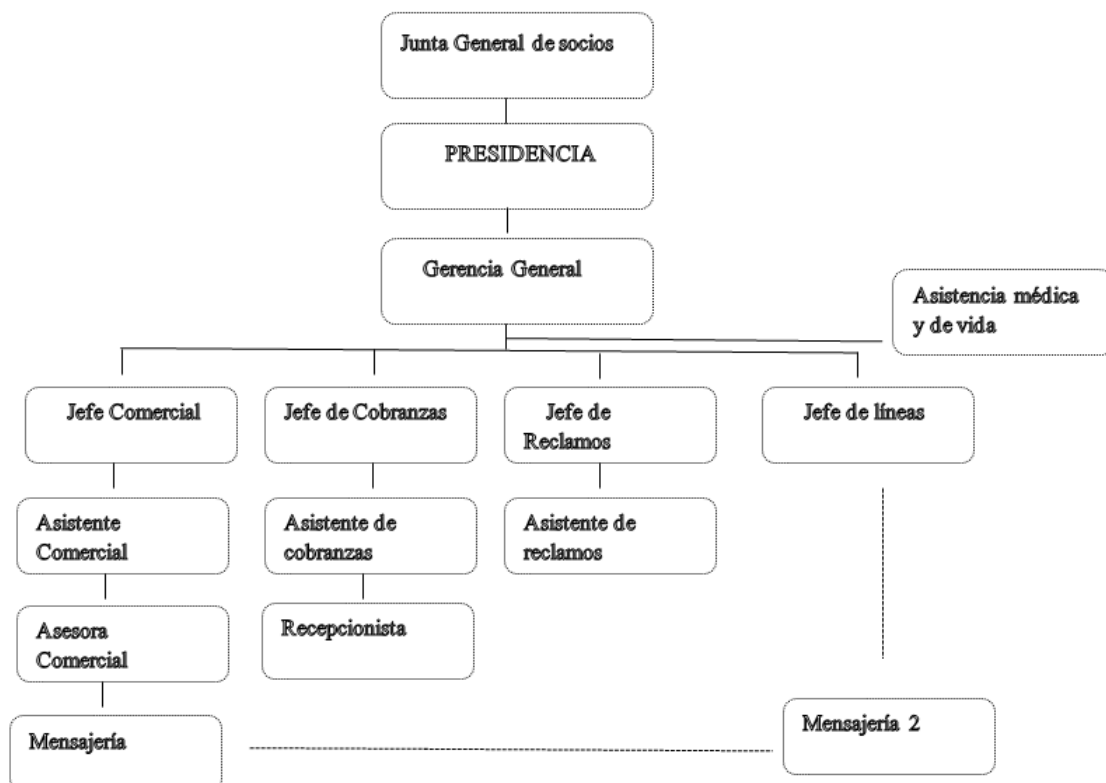 Junta General de socios
PRESIDENCIA
Gerencia General
Asistencia médica
y de vida
Jefe Comercial
Jefe de Cobranzas
Jefe de
Reclamos
Jefe de líneas
Asistente
Comercial
Asistente de
cobranzas
Asistente de
reclamos
Asesora
Comercial
Recepcionista
Mensajería
Mensajería 2